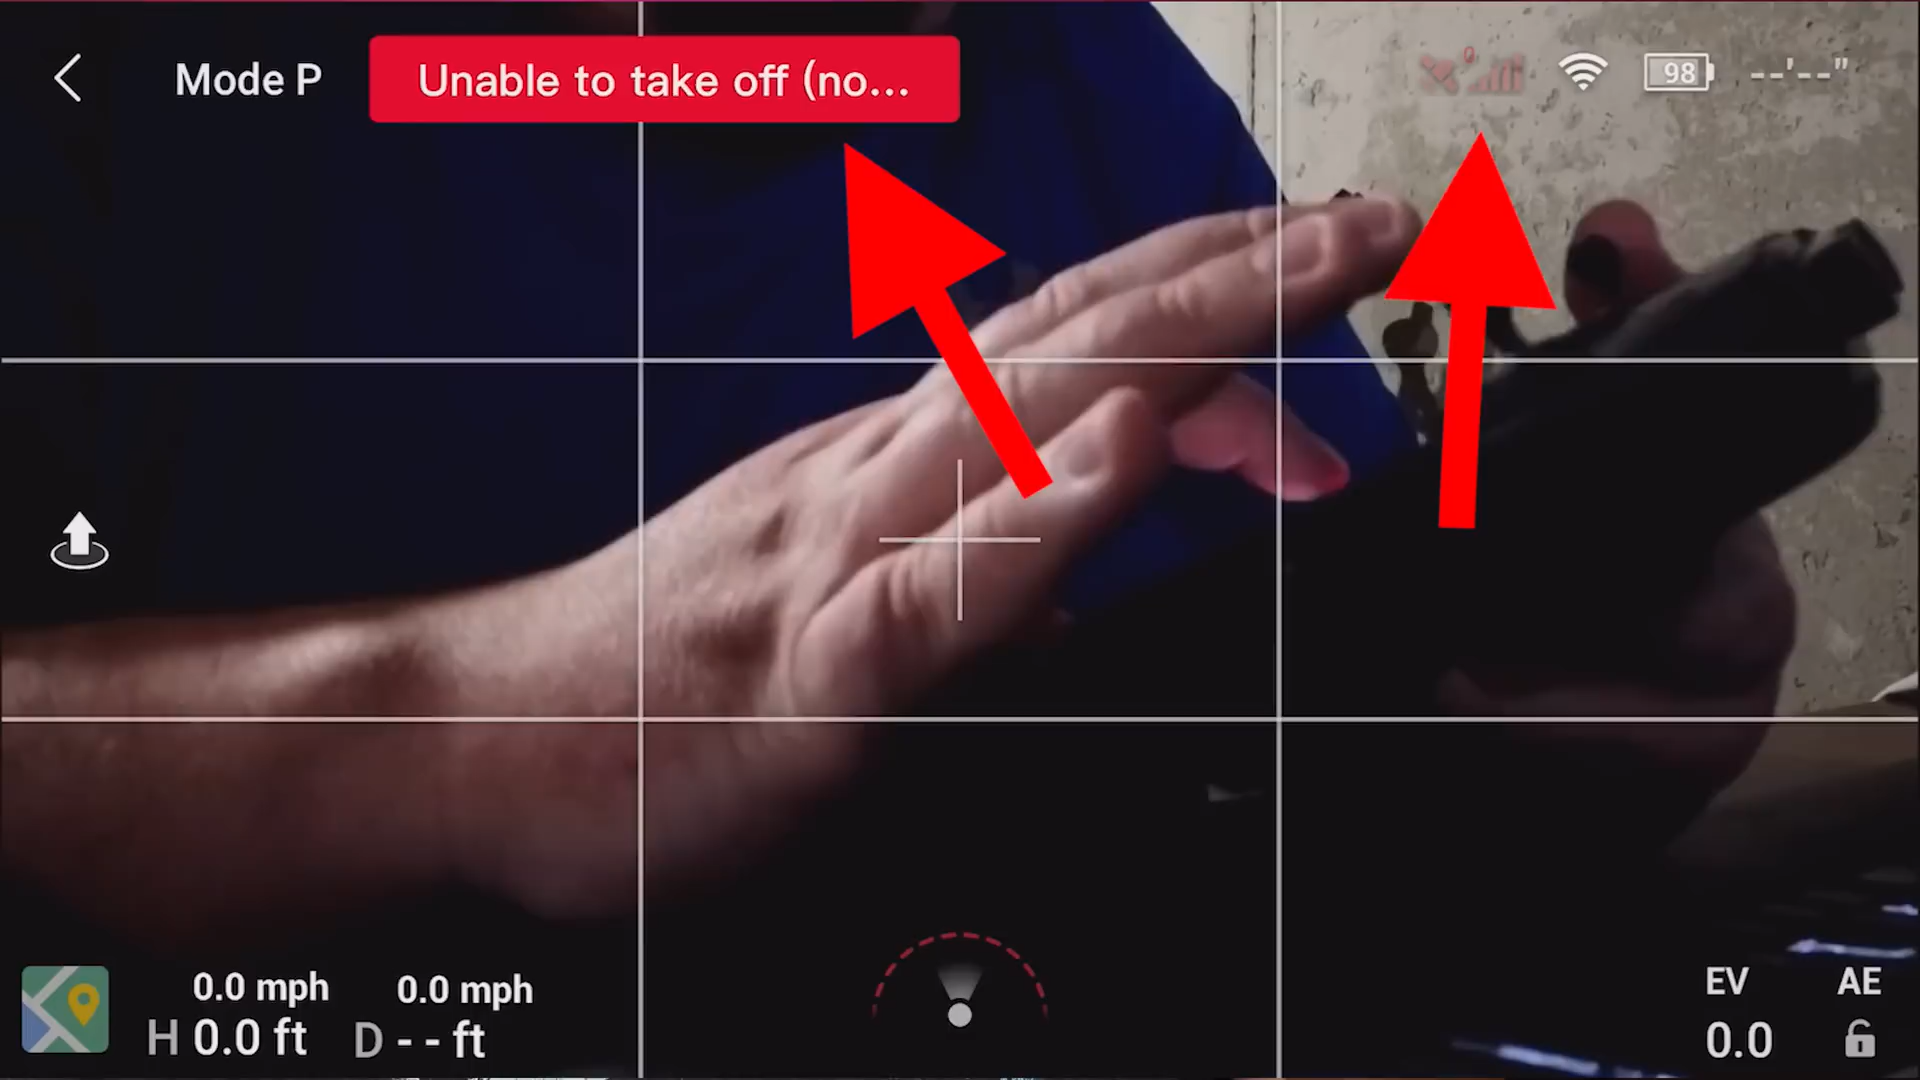 Mode P
Unable to take off (no...
0
98
--'--"
0.0 mph
0.0 mph
H 0.0 ft
D -- ft
EV
AE
0.0